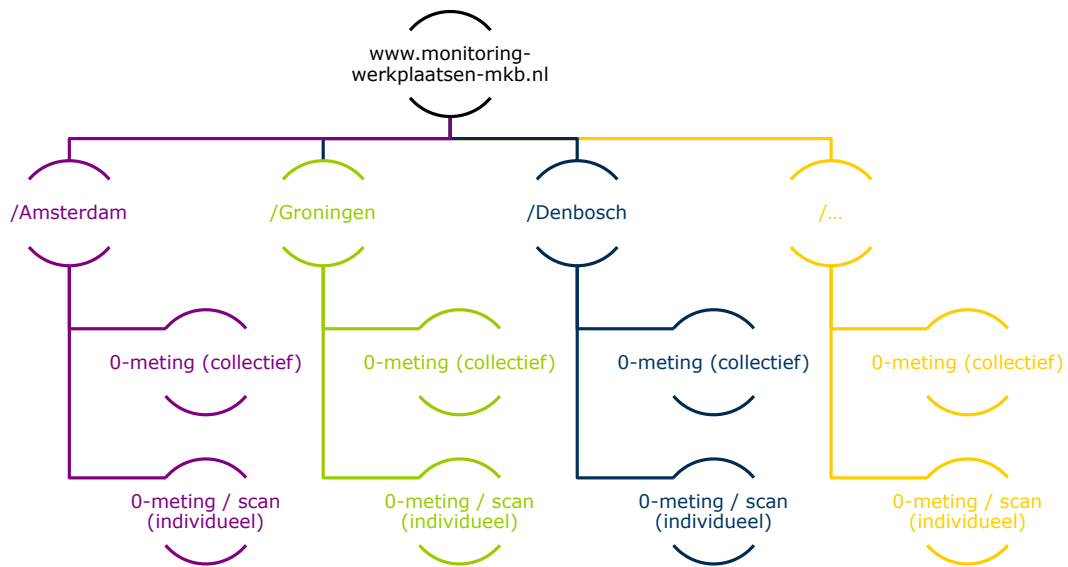 www.monitoring-
werkplaatsen-mkb.nl
/Amsterdam
/Groningen
/Denbosch
/...
0-meting (collectief)
0-meting (collectief)
0-meting (collectief)
0-meting (collectief)
0-meting / scan
(individueel)
0-meting / scan
(individueel)
0-meting / scan
(individueel)
0-meting / scan
(individueel)